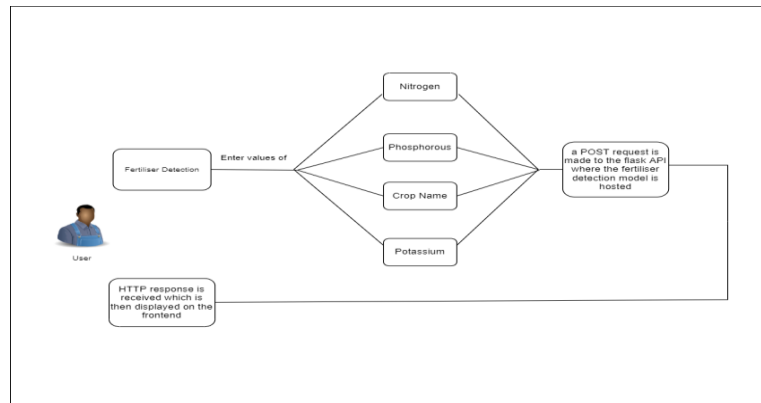 Nitrogen
Fertiliser Detection
Enter values of
Phosphorous
Crop Name
Potassium
a POST request is
made to the flask API
where the fertiliser
detection model is
hosted
User
HTTP response is
received which is
then displayed on the
frontend